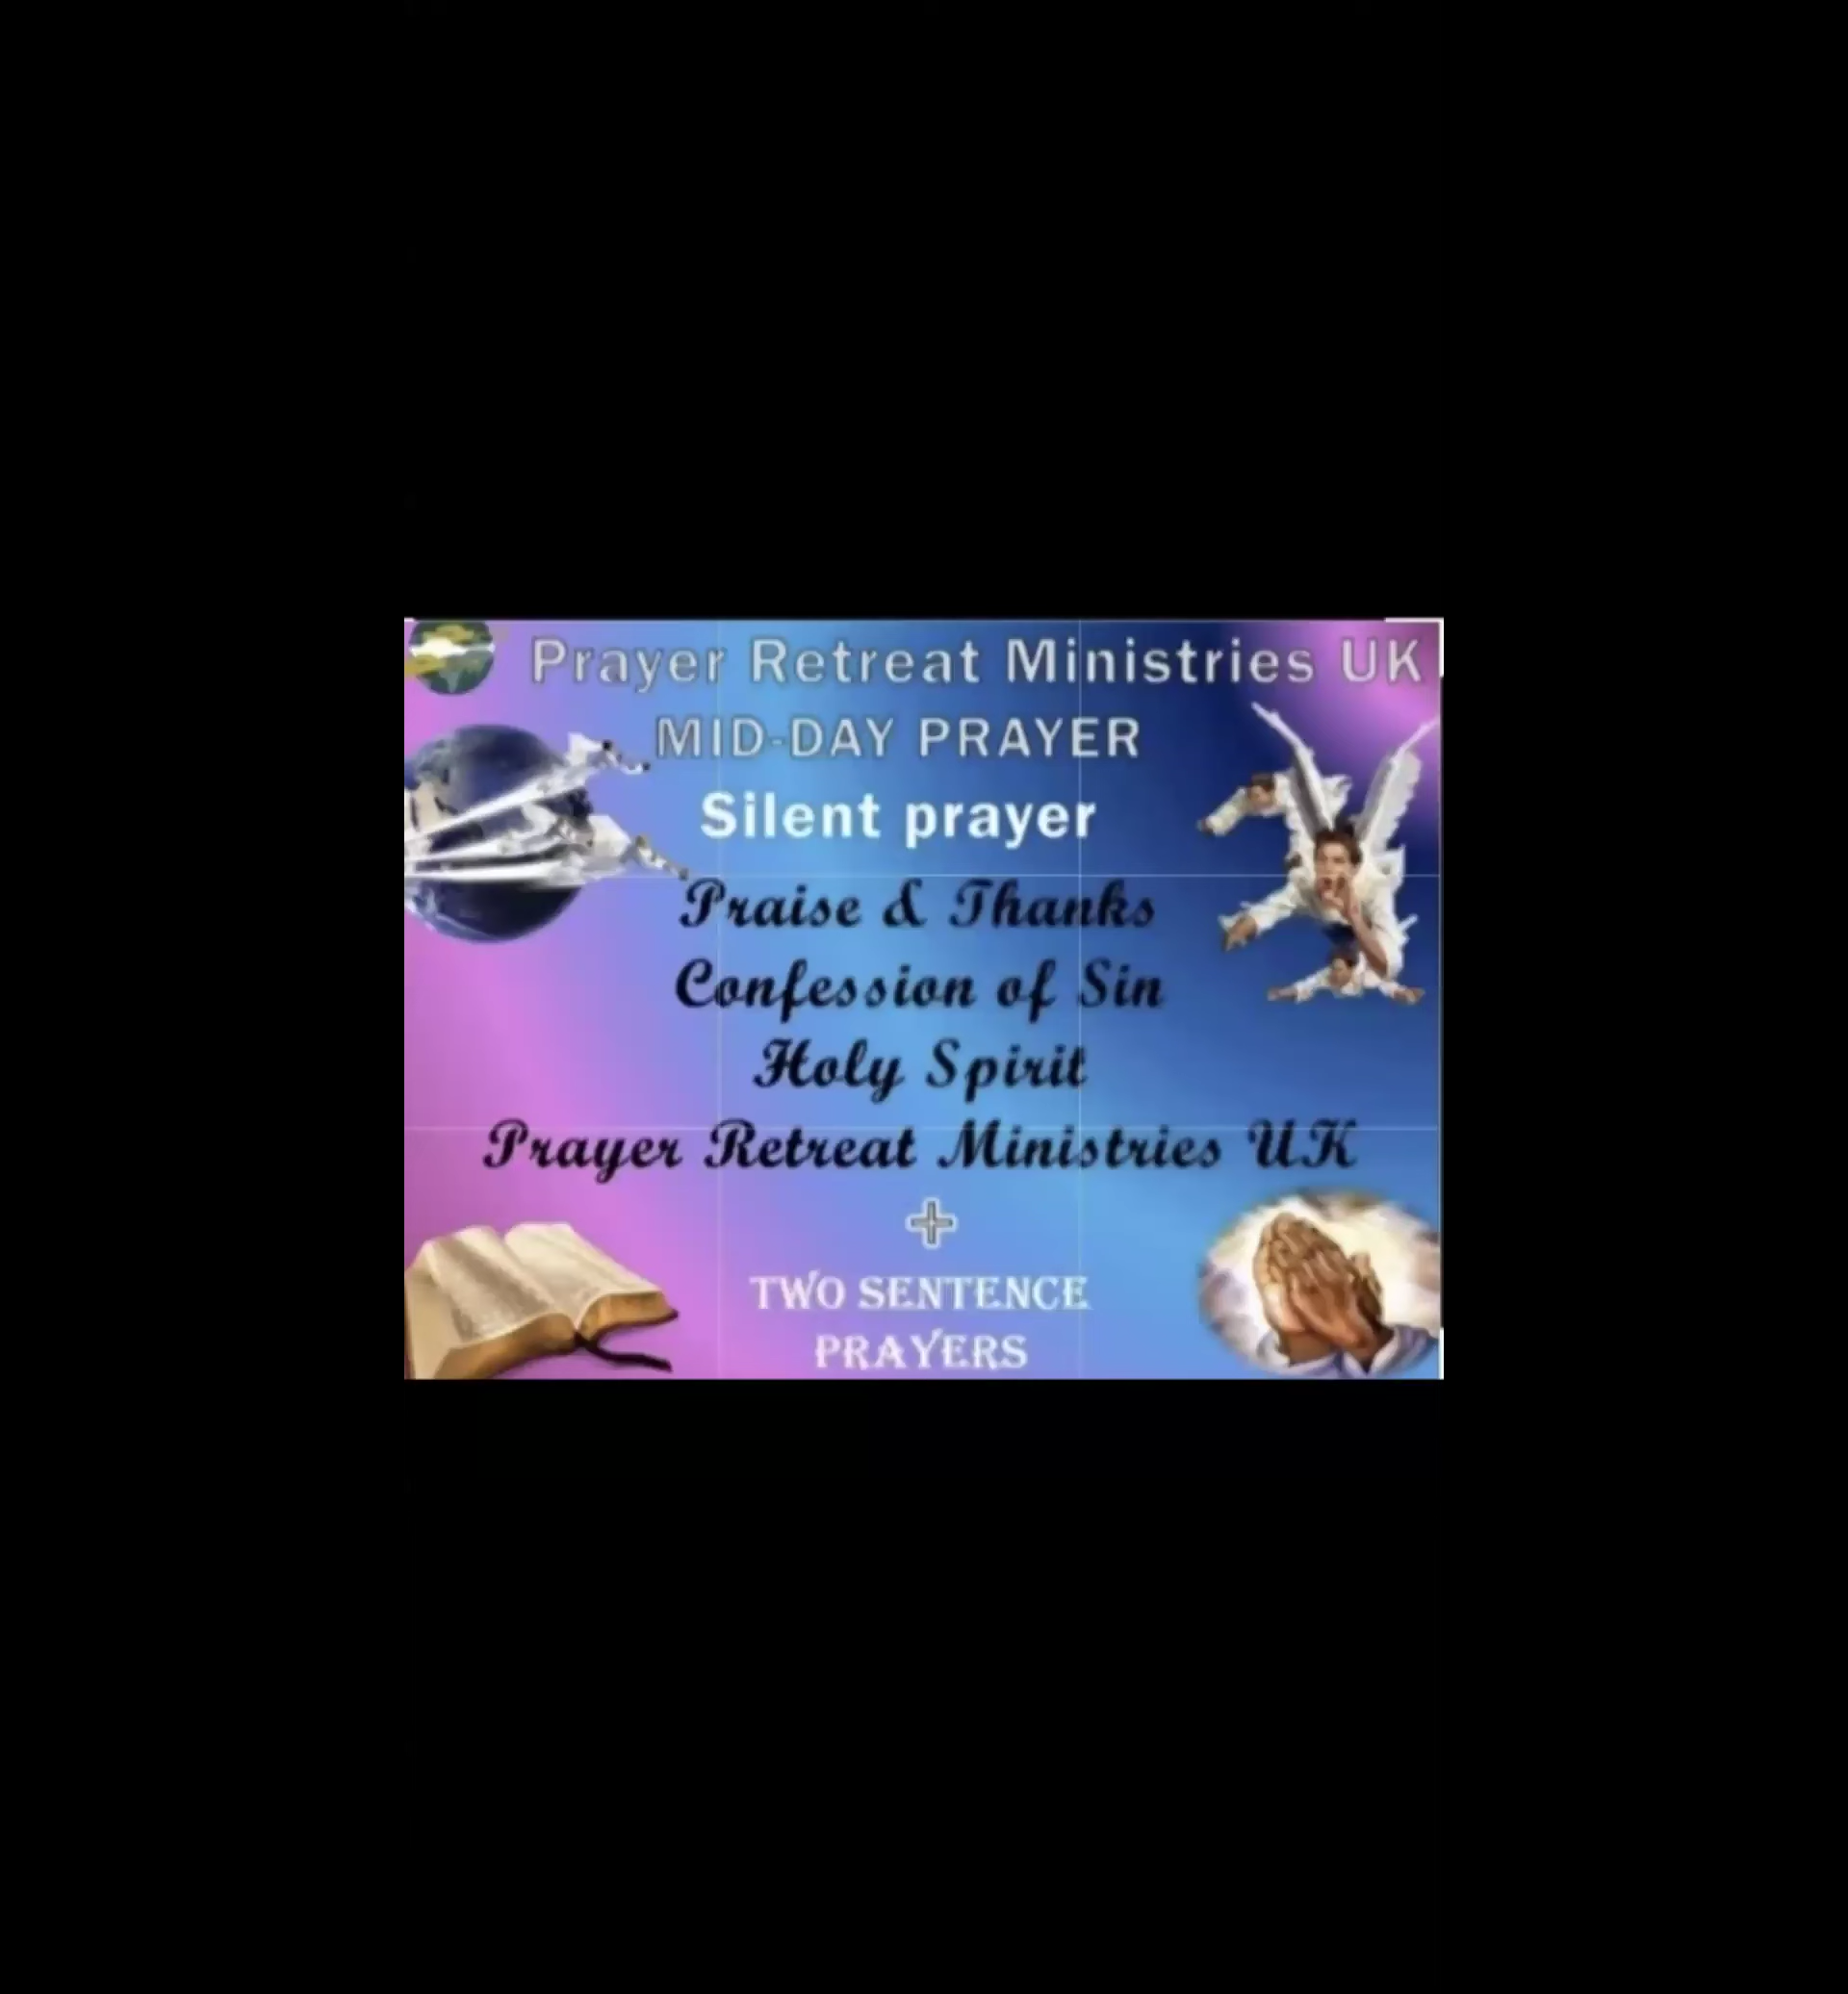 Prayer Retreat Ministries UK
MID-DAY PRAYER
Silent prayer
Praise & Thanks
Confession of Sin
Holy Spirit
Prayer Retreat Ministries UK
+
TWO SENTENCE
PRAYERS